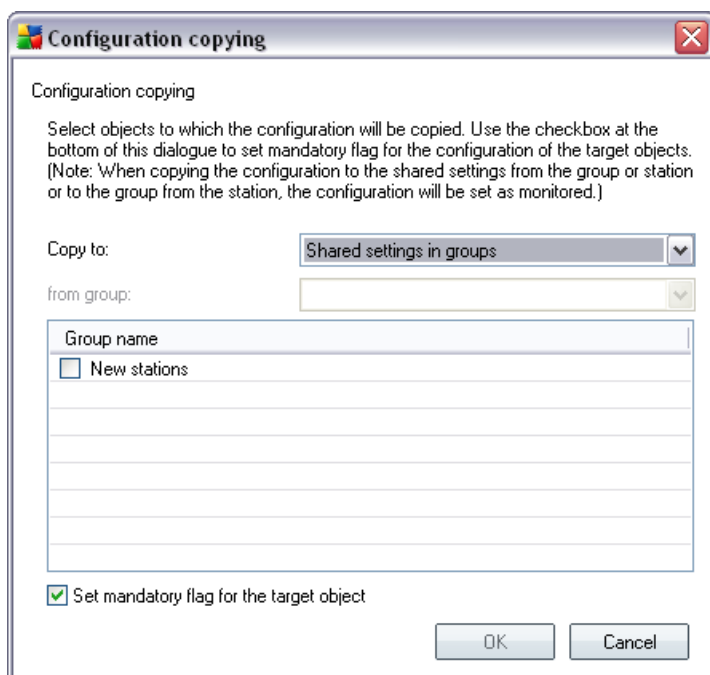 Configuration copying
Configuration copying
Select objects to which the configuration will be copied. Use the checkbox at the
bottom of this dialogue to set mandatory flag for the configuration of the target objects.
(Note: When copying the configuration to the shared settings from the group or station
or to the group from the station, the configuration will be set as monitored.)
Copy to: Shared settings in groups
from group:
Group name
New stations
Set mandatory flag for the target object
OK Cancel